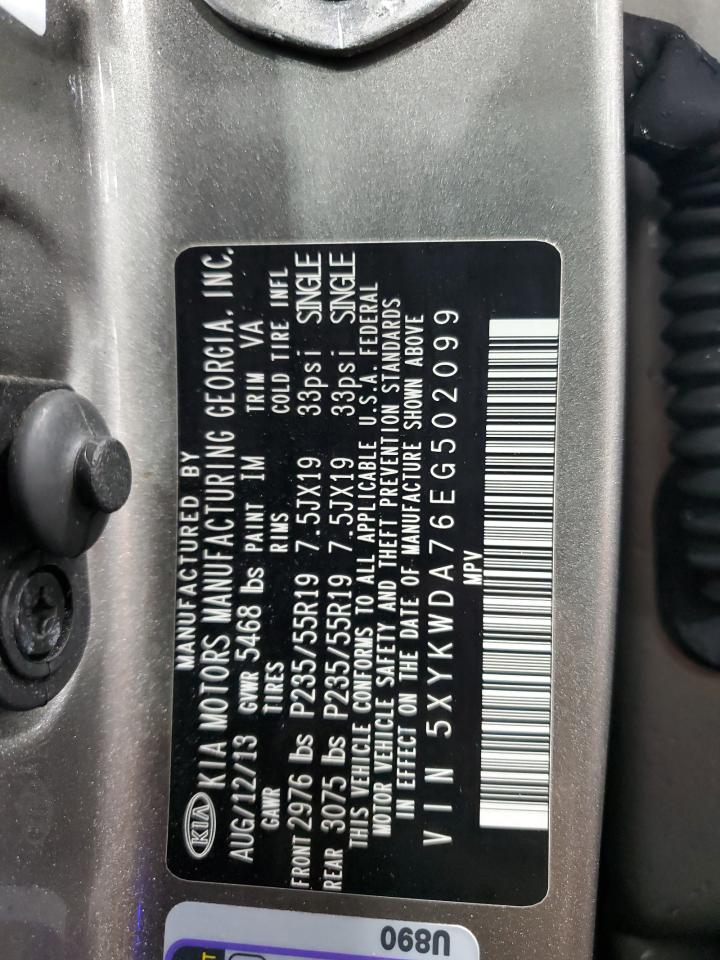 MANUFACTURED BY
KIA KIA MOTORS MANUFACTURING GEORGIA, INC.
AUG/12/13 GVWR 5468 lbs PAINT IM TRIM VA
GAWR TIRES RIMS COLD TIRE INFL
FRONT 2976 lbs P235/55R19 7.5JX19 33psi SINGLE
REAR 3075 lbs P235/55R19 7.5JX19 33psi SINGLE
THIS VEHICLE CONFORMS TO ALL APPLICABLE U.S.A. FEDERAL
MOTOR VEHICLE SAFETY AND THEFT PREVENTION STANDARDS
IN EFFECT ON THE DATE OF MANUFACTURE SHOWN ABOVE
VIN 5XYKWDA76EG502099
MPV
U890